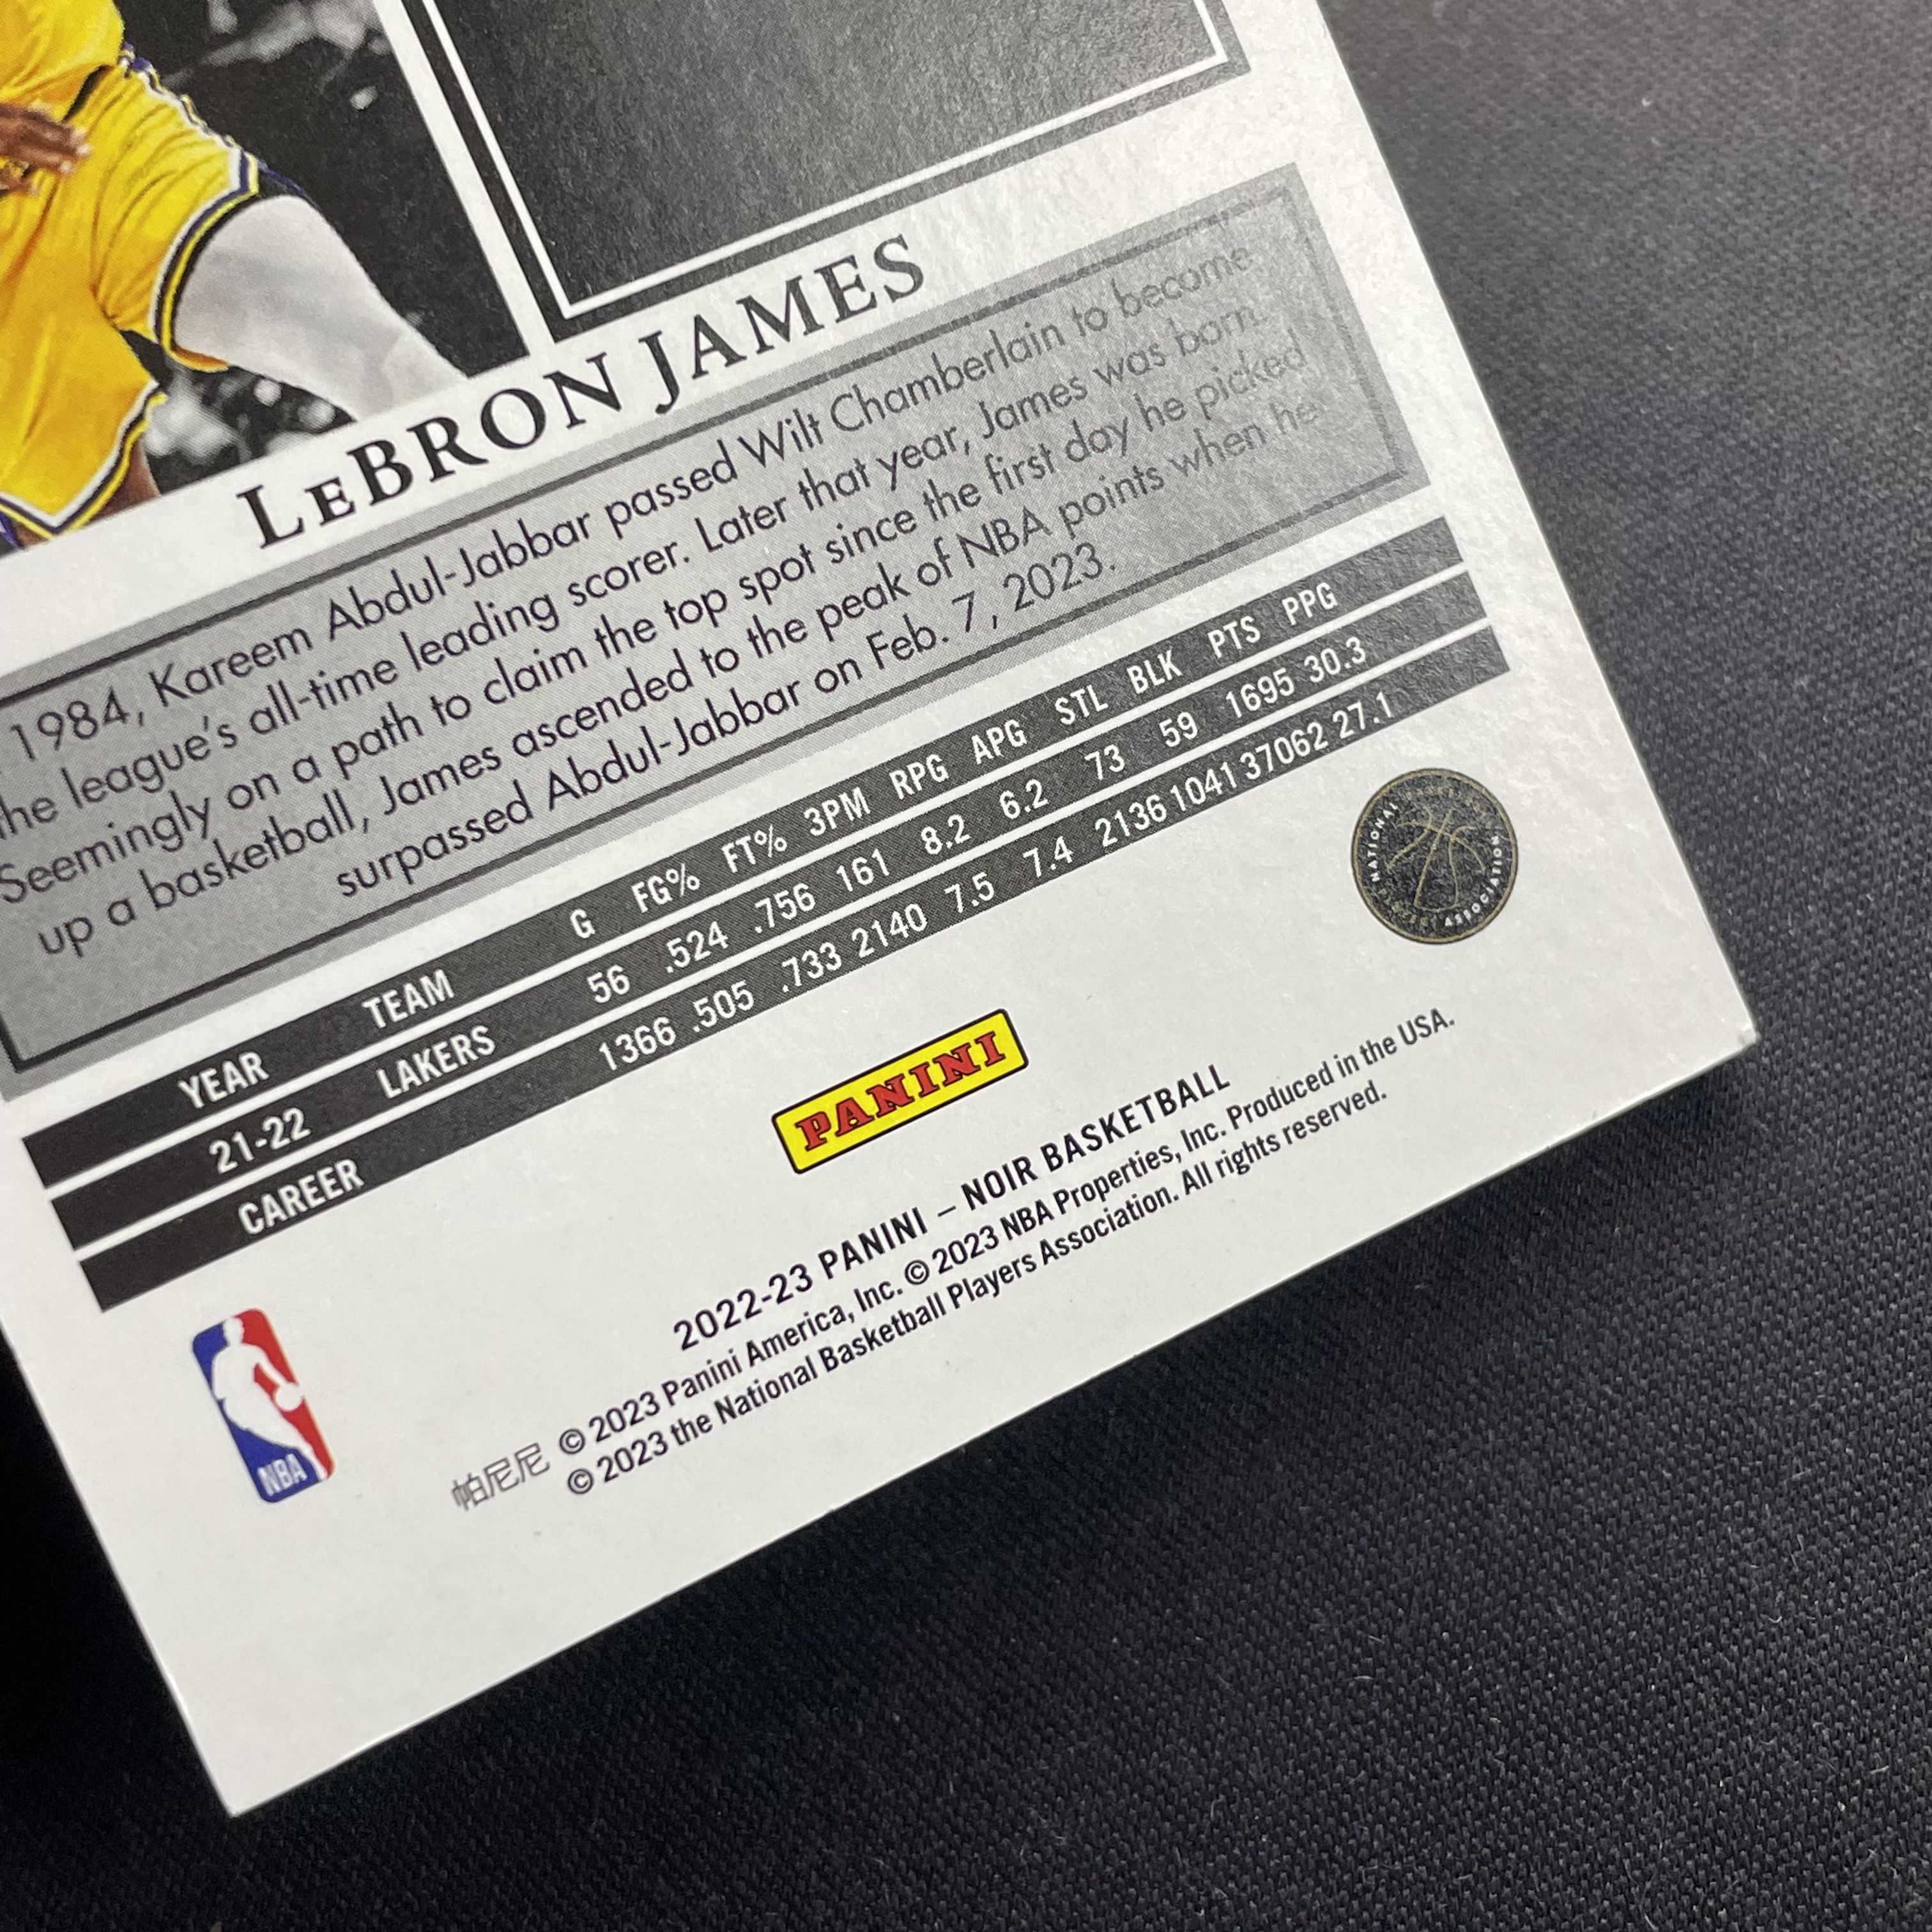 LeBRON JAMES
1984, Kareem Abdul-Jabbar passed Wilt Chamberlain to become
the league's all-time leading scorer. Later that year, James was born.
Seemingly on a path to claim the top spot since the first day he picked
up a basketball, James ascended to the peak of NBA points when he
surpassed Abdul-Jabbar on Feb. 7, 2023.
YEAR TEAM G FG% FT% 3PM RPG APG STL BLK PTS PPG
21-22 LAKERS 56 .524 .756 161 8.2 6.2 73 59 1695 30.3
CAREER 1366 .505 .733 2140 7.5 7.4 2136 1041 37062 27.1
PANINI
NATIONAL ASSOCIATION
2022-23 PANINI – NOIR BASKETBALL
帕尼尼 © 2023 Panini America, Inc. © 2023 NBA Properties, Inc. Produced in the USA.
© 2023 the National Basketball Players Association. All rights reserved.
NBA